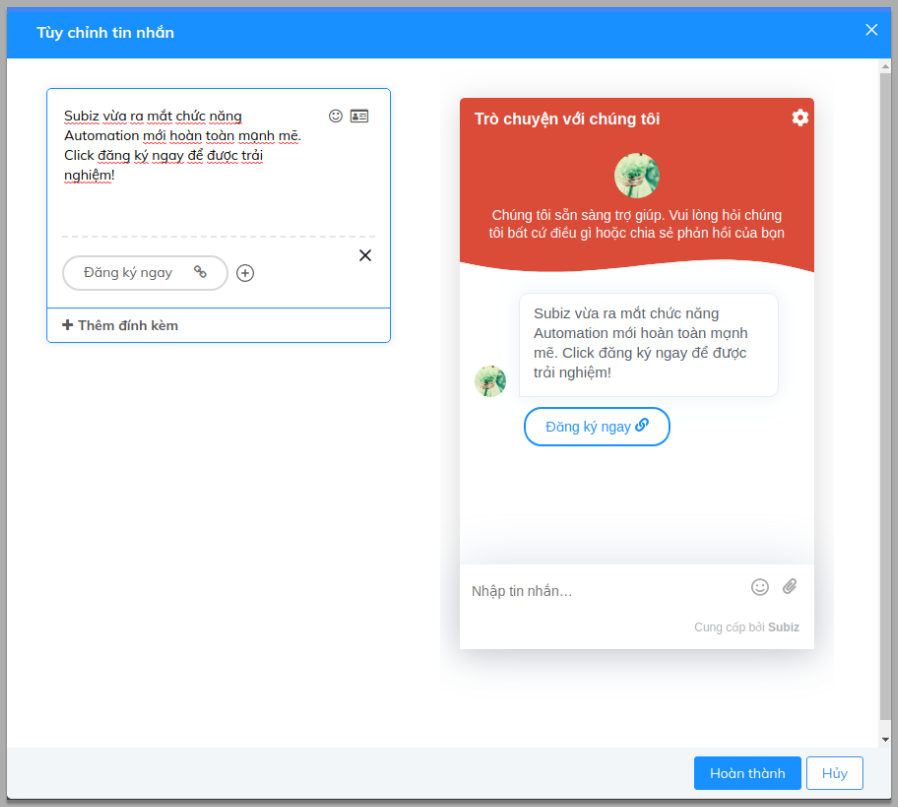 Tùy chỉnh tin nhắn
Subiz vừa ra mắt chức năng
Automation mới hoàn toàn mạnh mẽ.
Click đăng ký ngay để được trải
nghiệm!
Đăng ký ngay
Thêm đính kèm
Trò chuyện với chúng tôi
Chúng tôi sẵn sàng trợ giúp. Vui lòng hỏi chúng
tôi bất cứ điều gì hoặc chia sẻ phản hồi của bạn
Subiz vừa ra mắt chức năng
Automation mới hoàn toàn mạnh
mẽ. Click đăng ký ngay để được
trải nghiệm!
Đăng ký ngay
Nhập tin nhắn…
Cung cấp bởi Subiz
Hoàn thành
Hủy